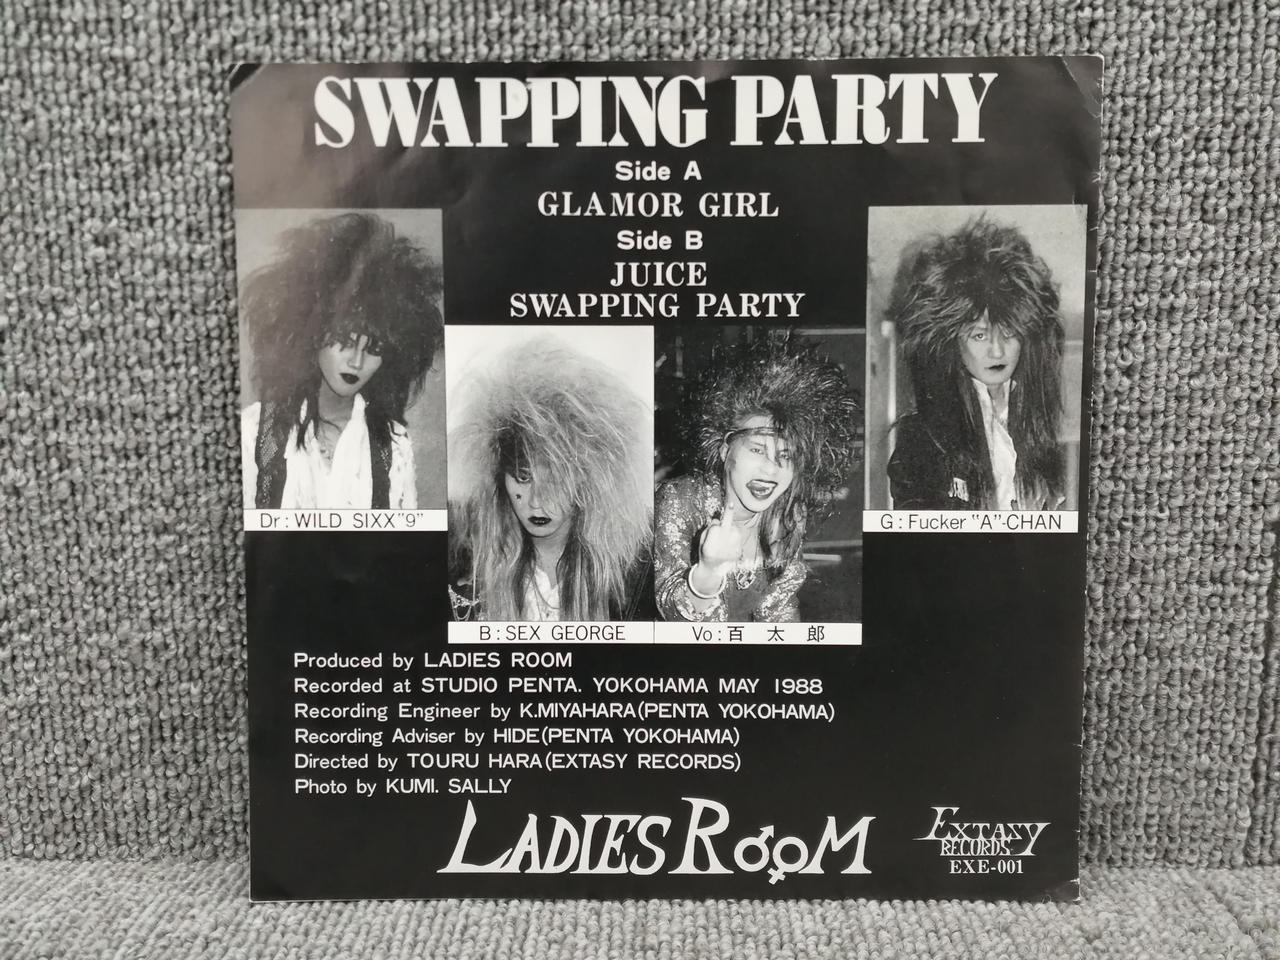 SWAPPING PARTY
Side A
GLAMOR GIRL
Side B
JUICE
SWAPPING PARTY
Dr:WILD SIXX"9"
G:Fucker "A"-CHAN
B:SEX GEORGE
Vo:百太郎
Produced by LADIES ROOM
Recorded at STUDIO PENTA. YOKOHAMA MAY 1988
Recording Engineer by K.MIYAHARA(PENTA YOKOHAMA)
Recording Adviser by HIDE(PENTA YOKOHAMA)
Directed by TOURU HARA(EXTASY RECORDS)
Photo by KUMI. SALLY
LADIES ROOM
EXTASY
RECORDS
EXE-001